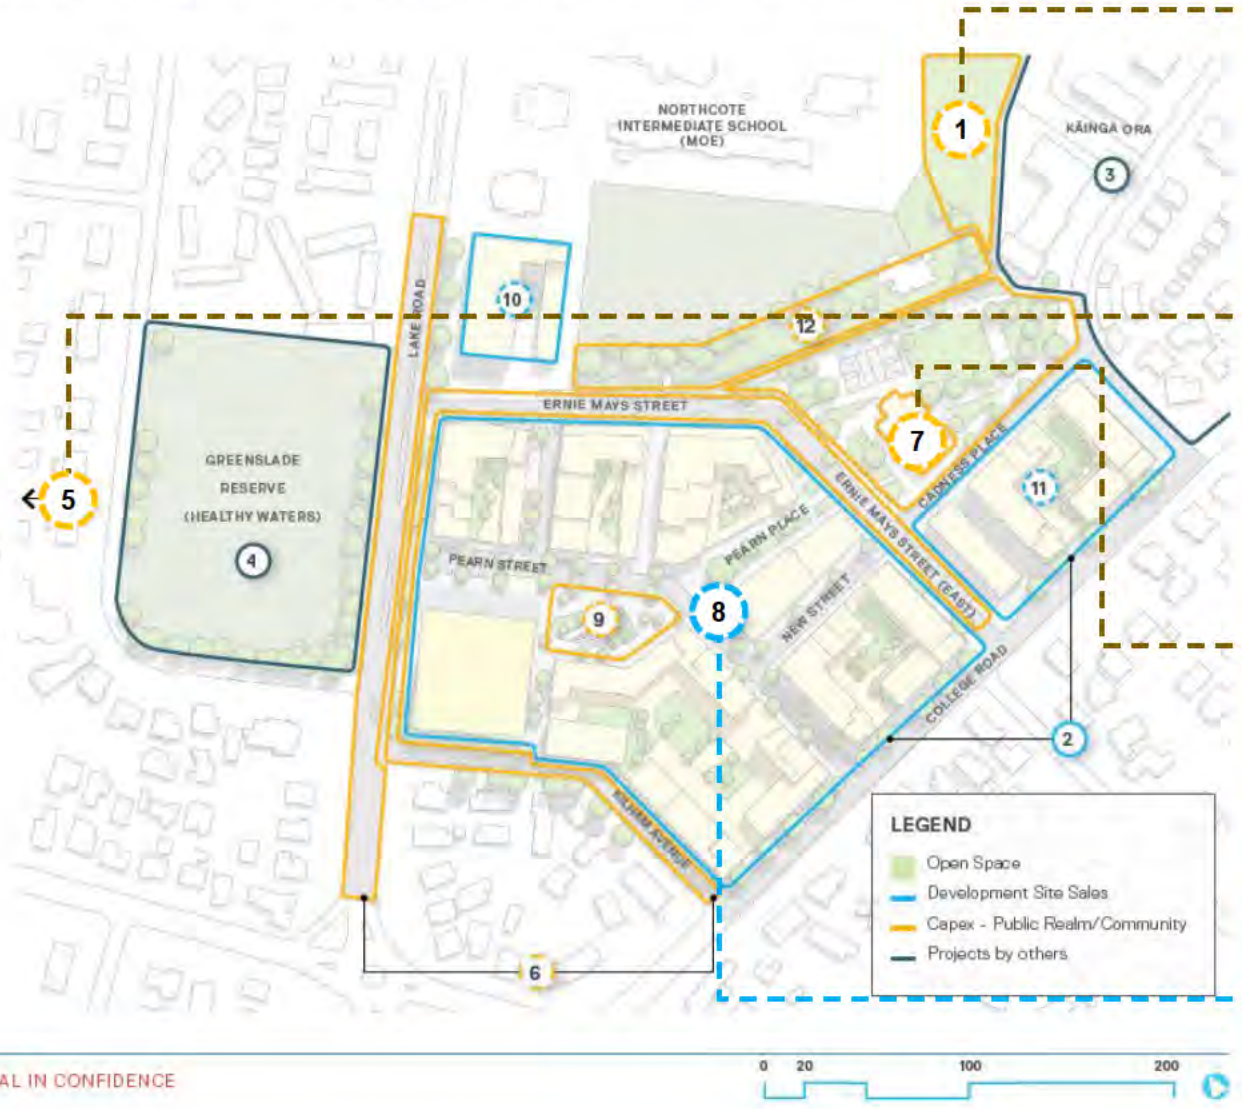 NORTHCOTE
INTERMEDIATE SCHOOL
(MOE)
1
KĀINGA ORA
3
LAKE ROAD
10
12
ERNIE MAYS STREET
7
CADNESS PLACE
GREENSLADE
RESERVE
(HEALTHY WATERS)
4
5
11
ERNIE MAYS STREET (EAST)
PEARN PLACE
PEARN STREET
NEW STREET
9
8
COLLEGE ROAD
2
KILHAM AVENUE
6
LEGEND
Open Space
Development Site Sales
Capex - Public Realm/Community
Projects by others
AL IN CONFIDENCE
0 20 100 200